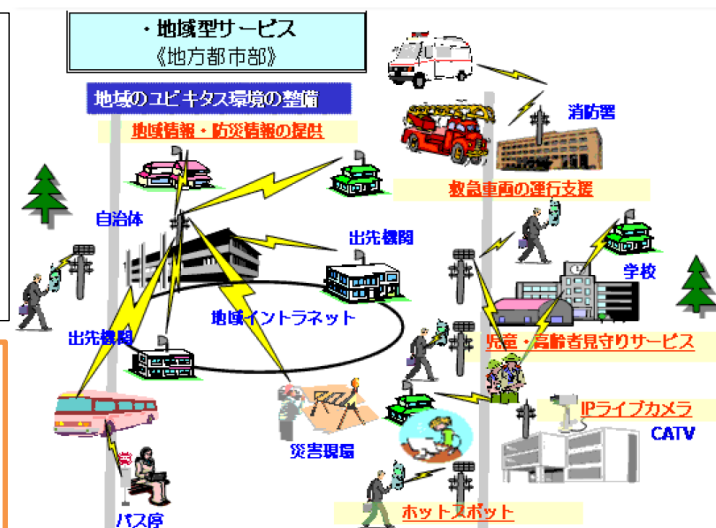 ・地域型サービス
《地方都市部》
地域のユビキタス環境の整備
地域情報・防災情報の提供
消防署
救急車両の運行支援
自治体
出先機関
学校
地域イントラネット
出先機関
児童・高齢者見守りサービス
IPライブカメラ
CATV
災害現場
バス停
ホットスポット